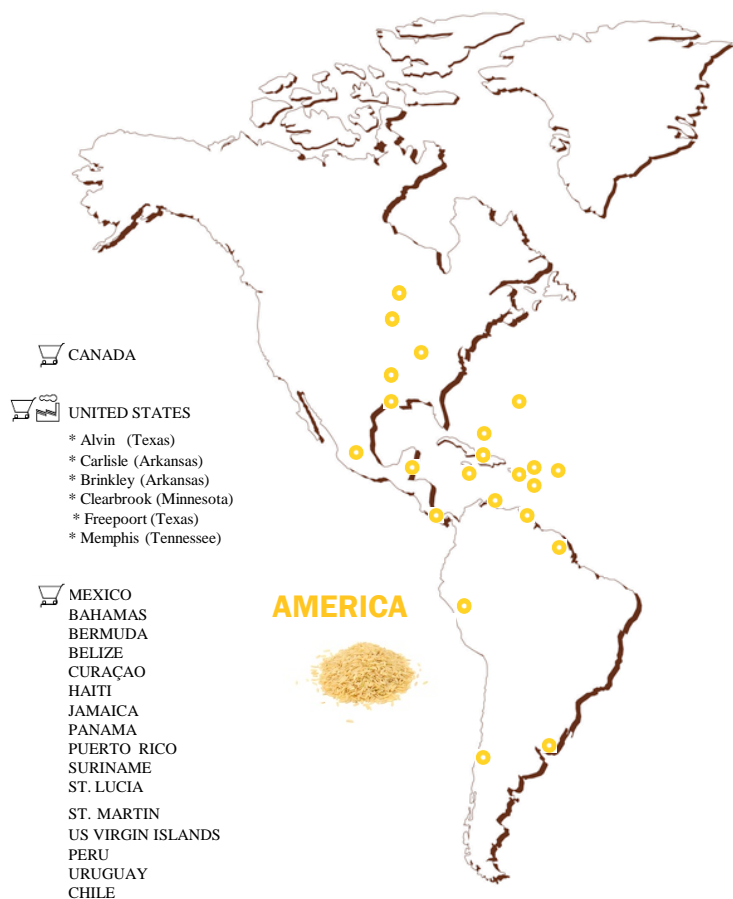 CANADA
UNITED STATES
* Alvin (Texas)
* Carlisle (Arkansas)
* Brinkley (Arkansas)
* Clearbrook (Minnesota)
* Freepoort (Texas)
* Memphis (Tennessee)
MEXICO
BAHAMAS
BERMUDA
BELIZE
CURAÇAO
HAITI
JAMAICA
PANAMA
PUERTO RICO
SURINAME
ST. LUCIA
ST. MARTIN
US VIRGIN ISLANDS
PERU
URUGUAY
CHILE
AMERICA